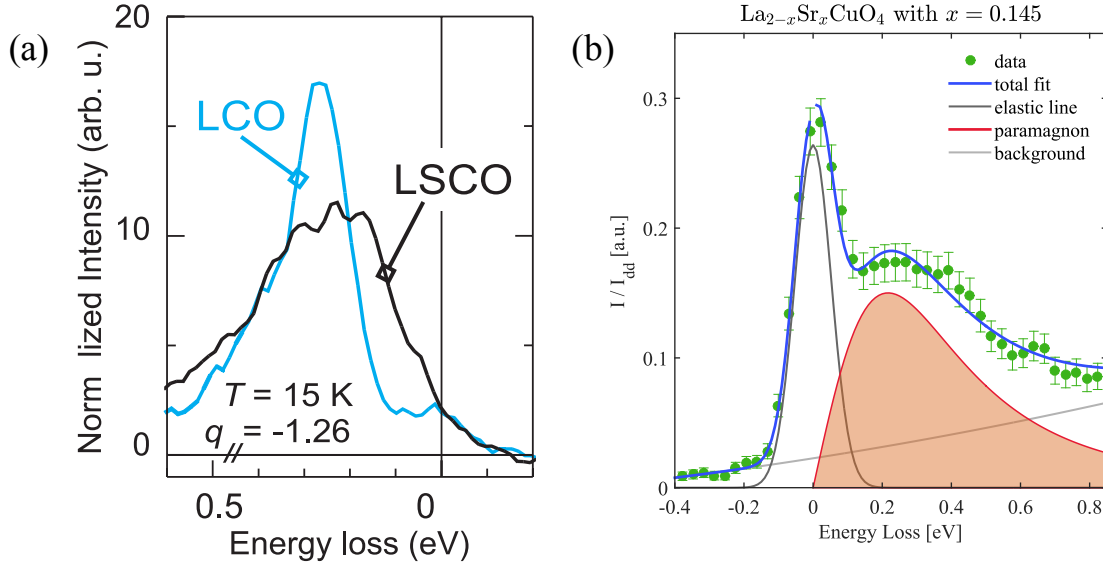 (a)
20
10
0
Norm lized Intensity (arb. u.)
LCO
LSCO
T = 15 K
q// = -1.26
0.5
0
Energy loss (eV)
(b)
La₂₋ₓSrₓCuO₄ with x = 0.145
data
total fit
elastic line
paramagnon
background
0.3
0.2
0.1
0
I / I_dd [a.u.]
-0.4 -0.2 0 0.2 0.4 0.6 0.8
Energy Loss [eV]